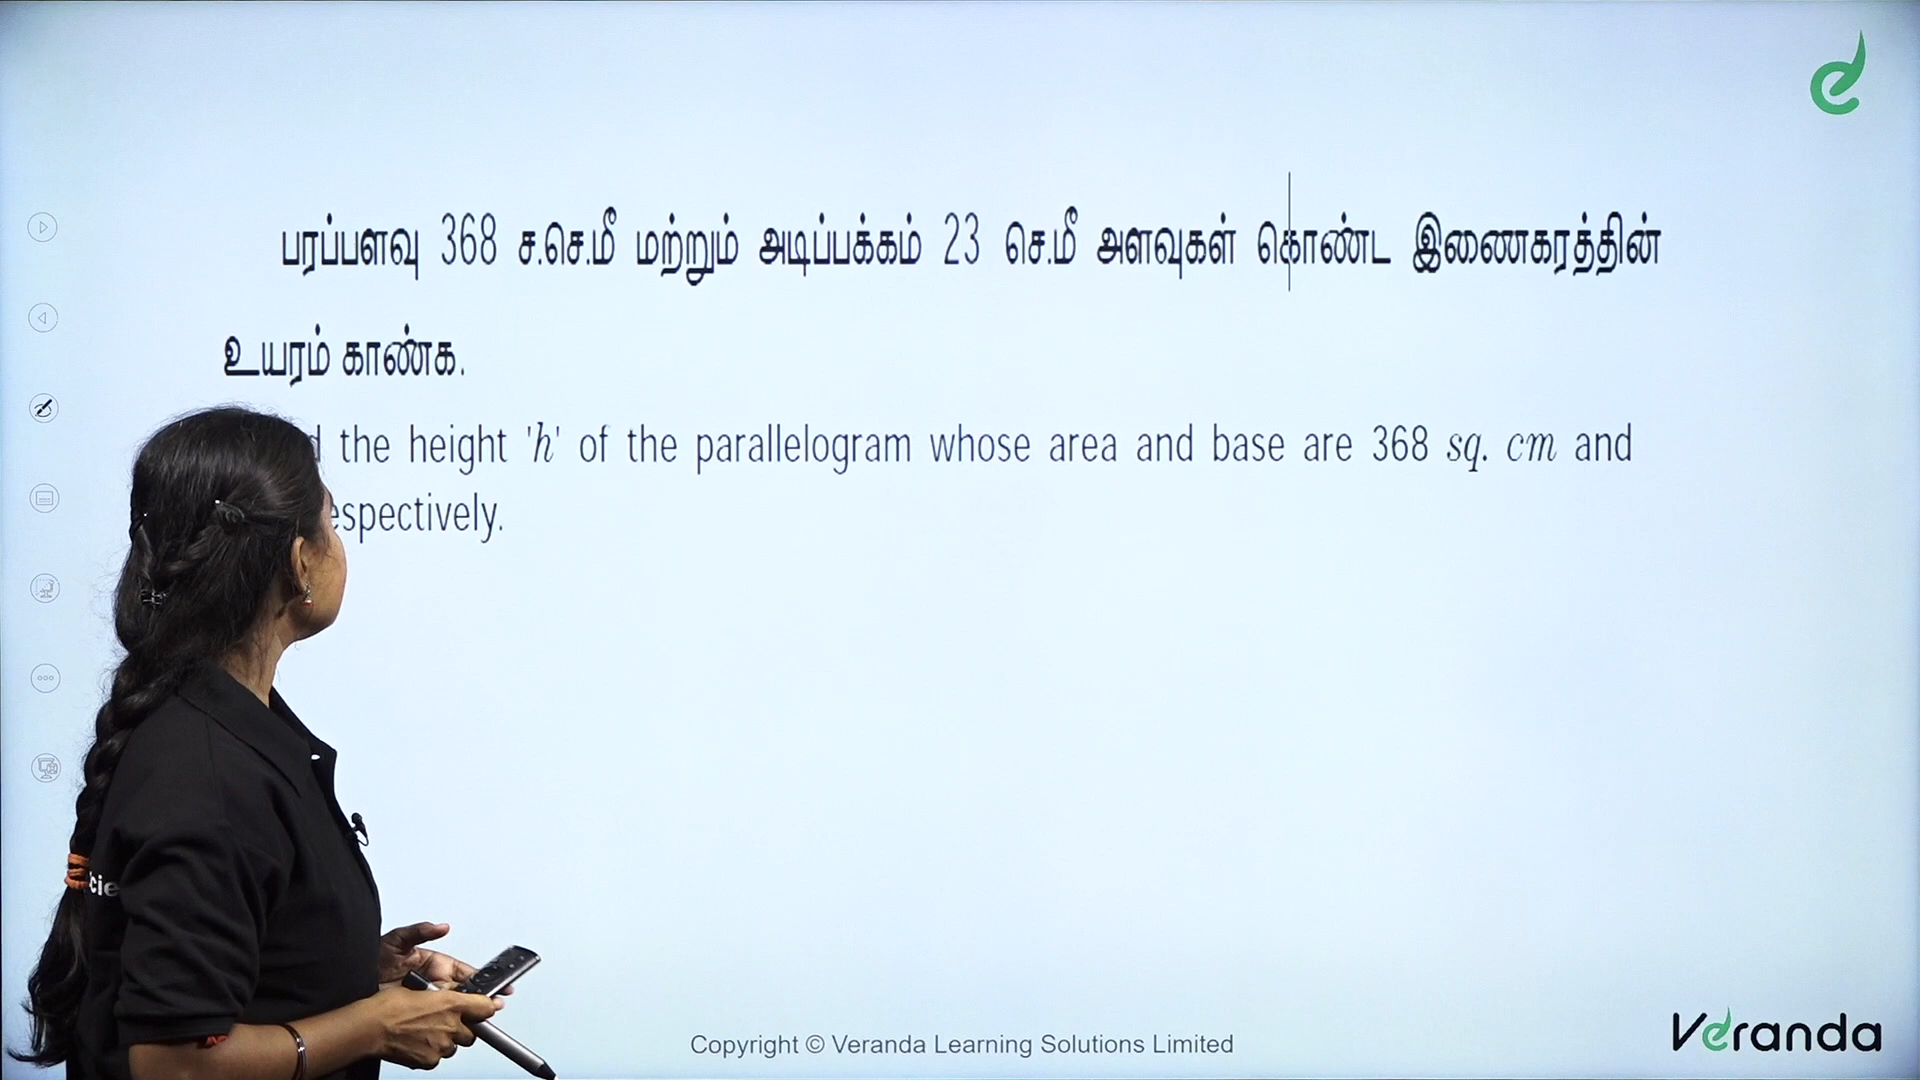 பரப்பளவு 368 ச.செ.மீ மற்றும் அடிப்பக்கம் 23 செ.மீ அளவுகள் கொண்ட இணைகரத்தின்
உயரம் காண்க.
the height 'h' of the parallelogram whose area and base are 368 sq. cm and
espectively.
cie
Copyright © Veranda Learning Solutions Limited
Veranda